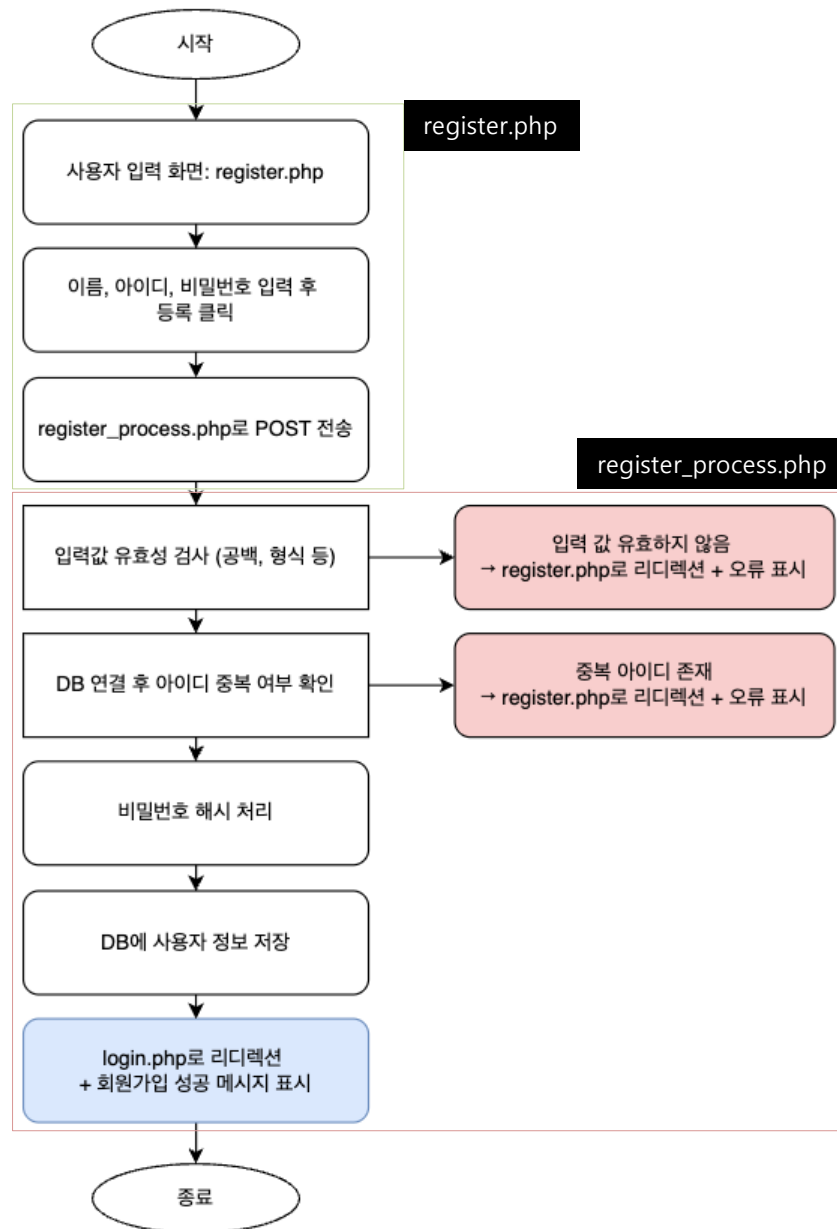 시작
register.php
사용자 입력 화면: register.php
이름, 아이디, 비밀번호 입력 후
등록 클릭
register_process.php로 POST 전송
register_process.php
입력값 유효성 검사 (공백, 형식 등)
입력 값 유효하지 않음
→ register.php로 리디렉션 + 오류 표시
DB 연결 후 아이디 중복 여부 확인
중복 아이디 존재
→ register.php로 리디렉션 + 오류 표시
비밀번호 해시 처리
DB에 사용자 정보 저장
login.php로 리디렉션
+ 회원가입 성공 메시지 표시
종료